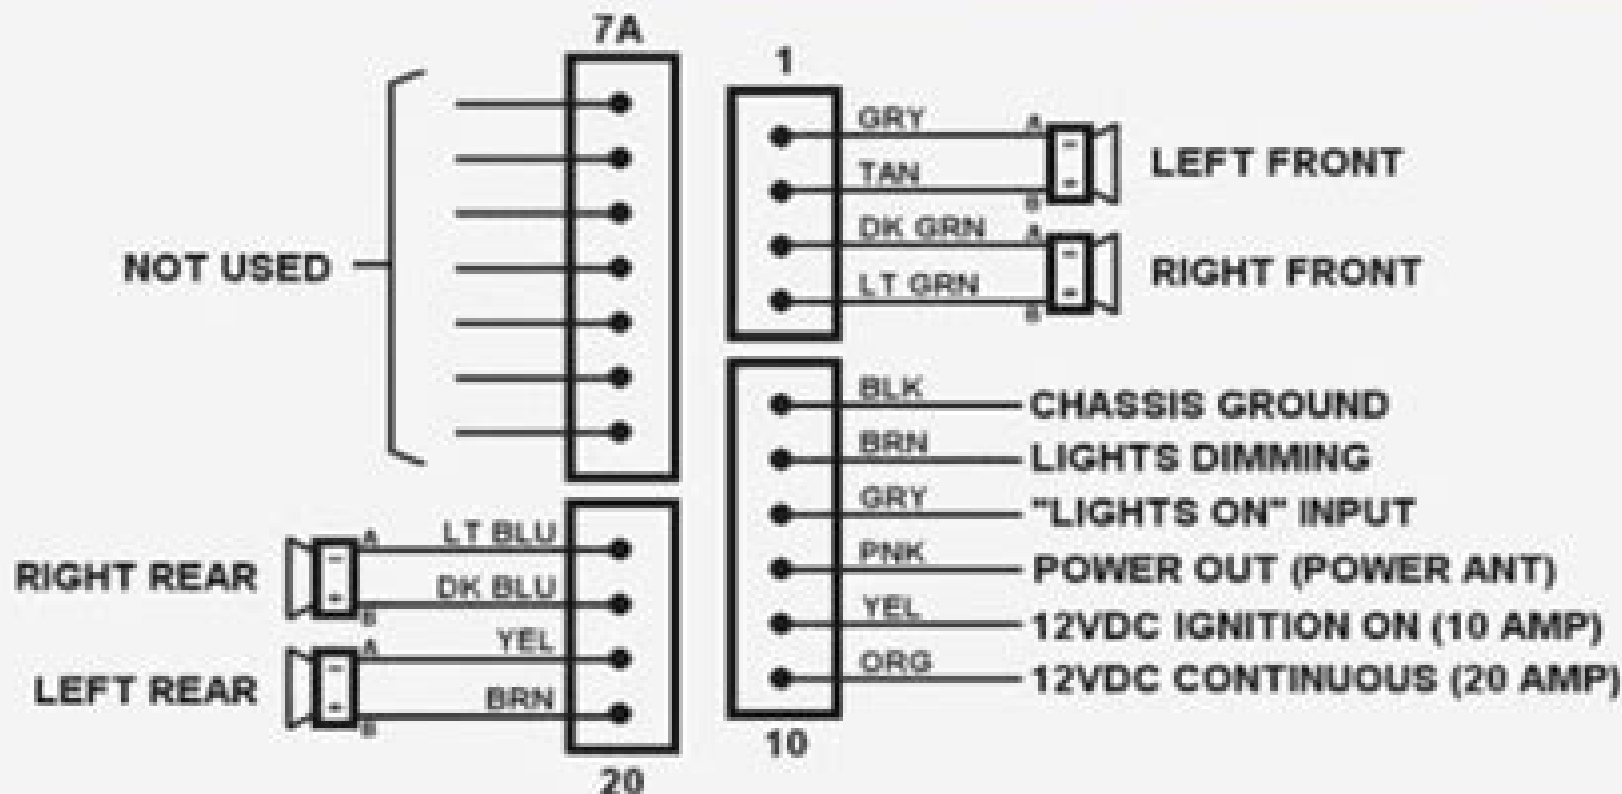 7A
1
GRY
A
LEFT FRONT
TAN
B
DK GRN
A
RIGHT FRONT
LT GRN
B
NOT USED
BLK
CHASSIS GROUND
BRN
LIGHTS DIMMING
GRY
"LIGHTS ON" INPUT
PNK
POWER OUT (POWER ANT)
YEL
12VDC IGNITION ON (10 AMP)
ORG
12VDC CONTINUOUS (20 AMP)
10
RIGHT REAR
A
LT BLU
B
DK BLU
LEFT REAR
A
YEL
B
BRN
20